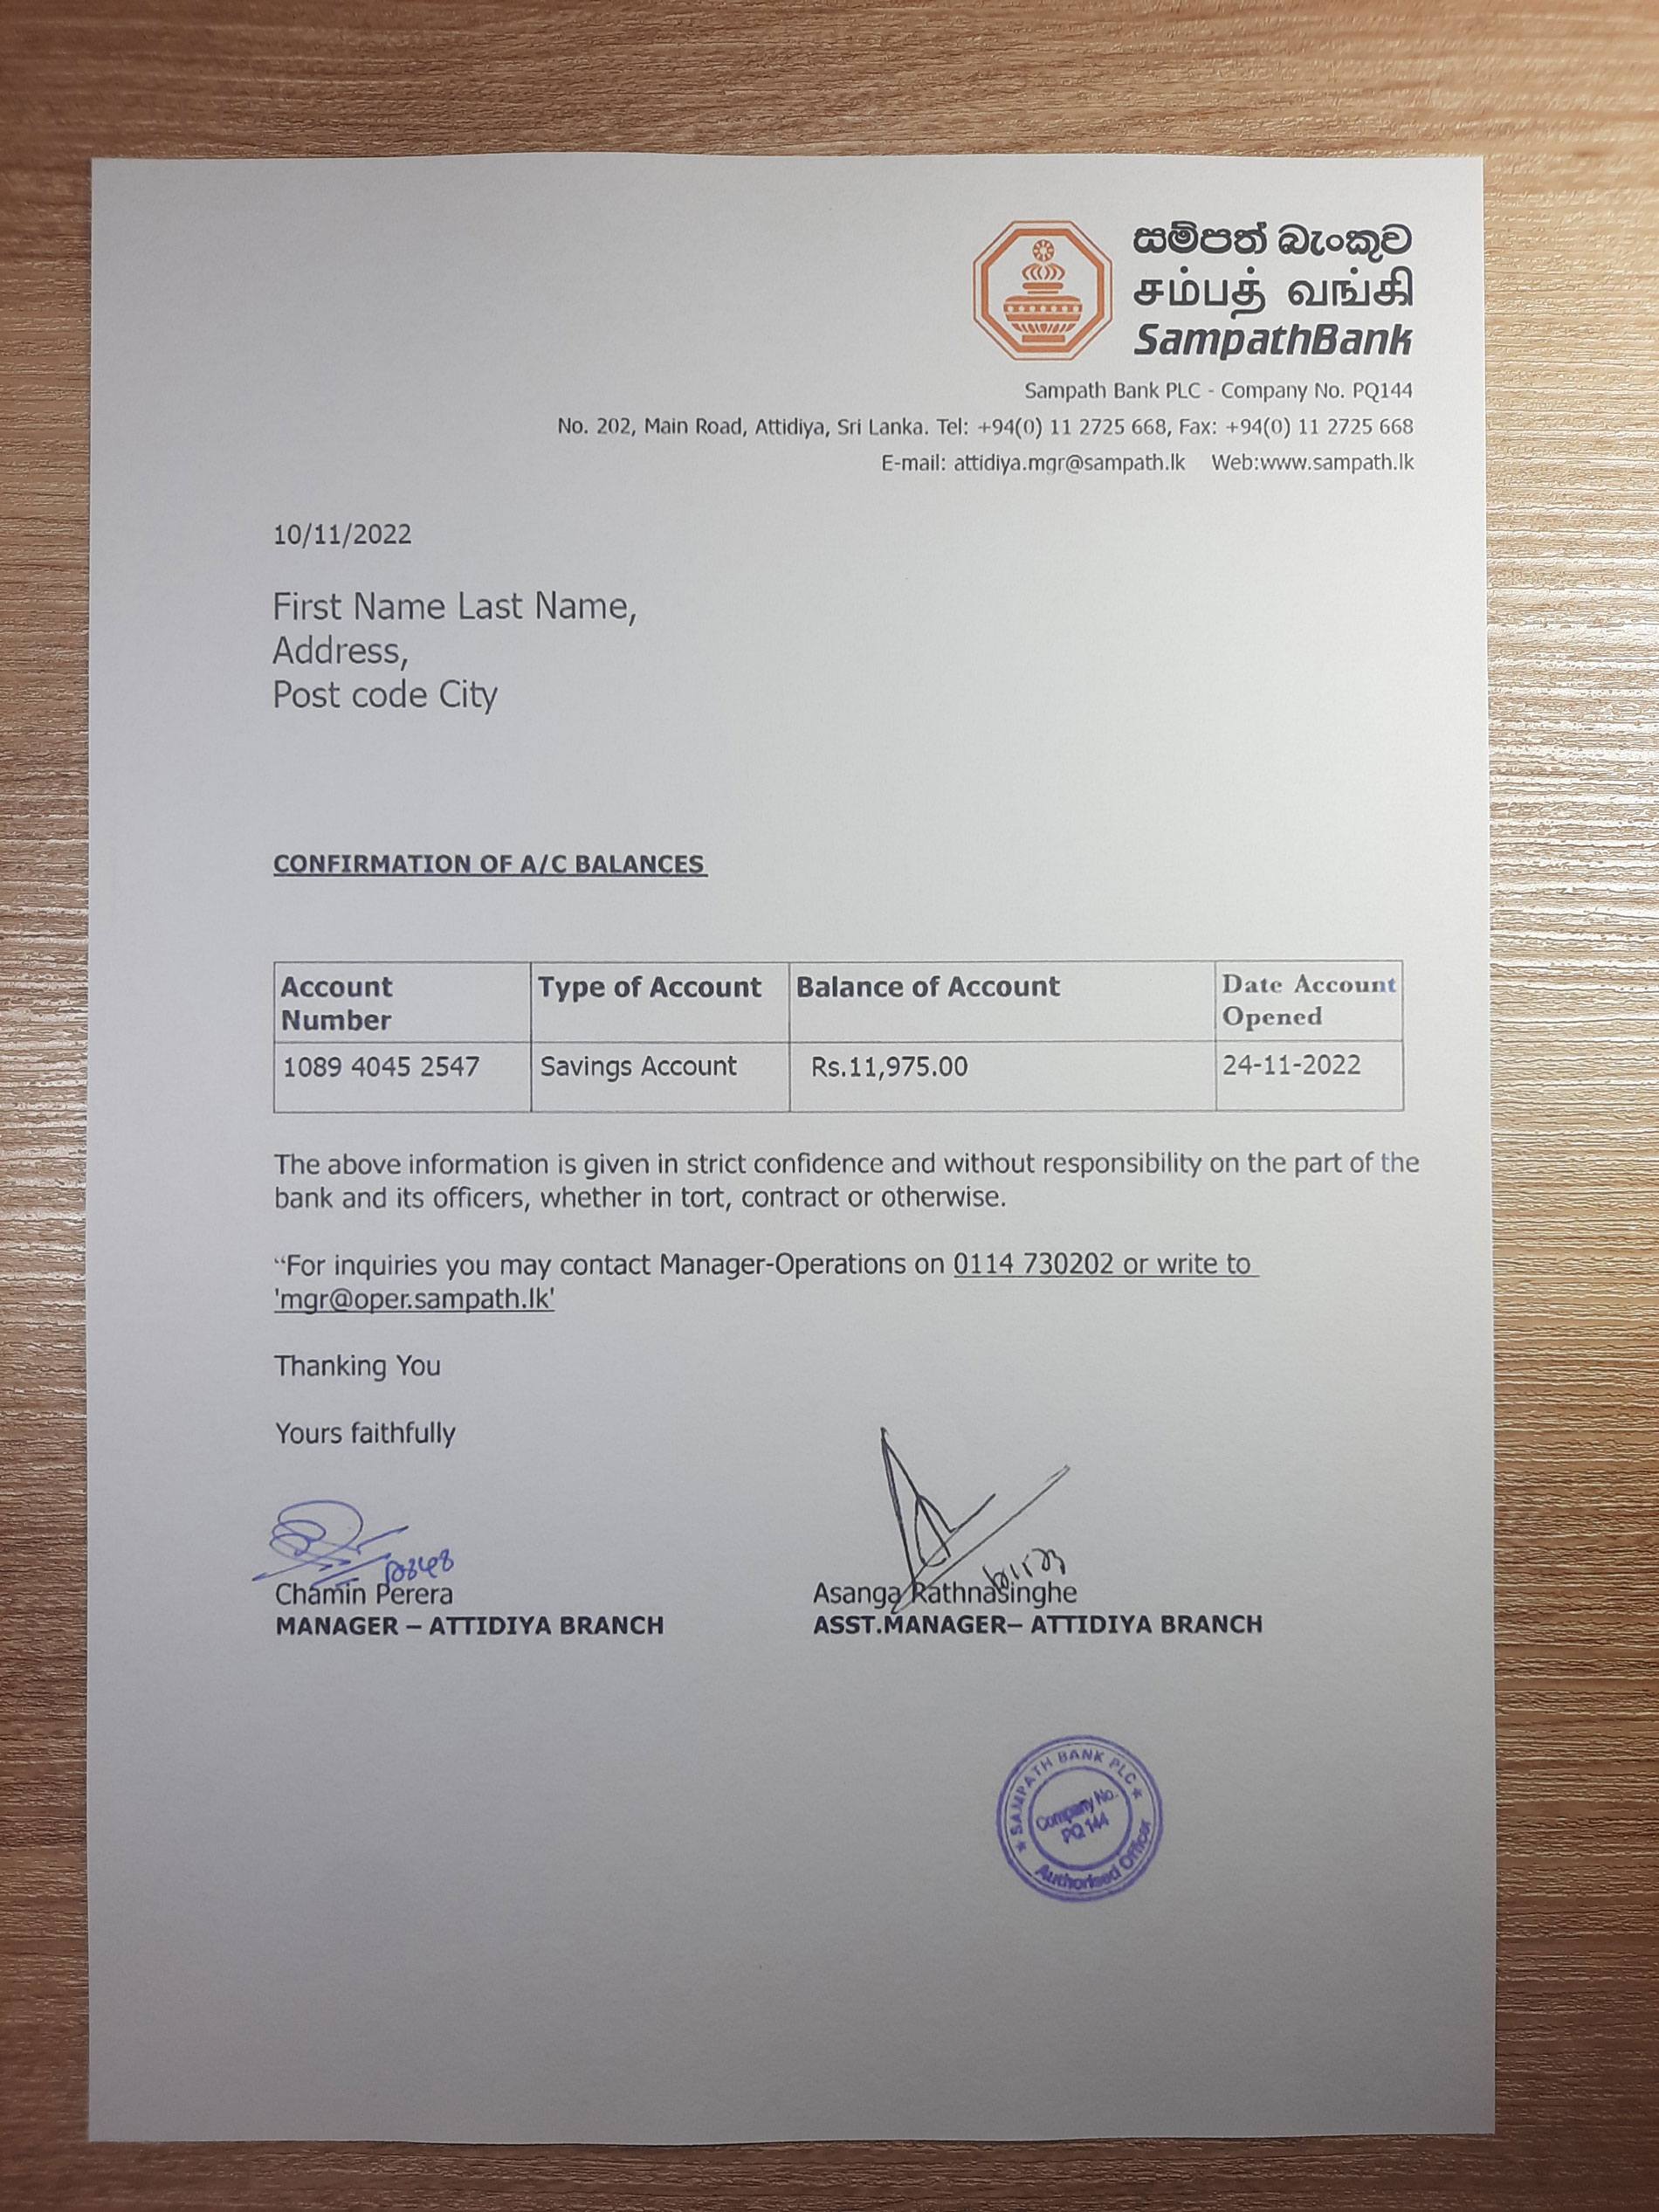 සම්පත් බැංකුව
சம்பத் வங்கி
SampathBank
Sampath Bank PLC - Company No. PQ144
No. 202, Main Road, Attidiya, Sri Lanka. Tel: +94(0) 11 2725 668, Fax: +94(0) 11 2725 668
E-mail: attidiya.mgr@sampath.lk Web:www.sampath.lk
10/11/2022
First Name Last Name,
Address,
Post code City
CONFIRMATION OF A/C BALANCES
Account Number Type of Account Balance of Account Date Account Opened
1089 4045 2547 Savings Account Rs.11,975.00 24-11-2022
The above information is given in strict confidence and without responsibility on the part of the
bank and its officers, whether in tort, contract or otherwise.
“For inquiries you may contact Manager-Operations on 0114 730202 or write to
'mgr@oper.sampath.lk'
Thanking You
Yours faithfully
Chamin Perera
MANAGER – ATTIDIYA BRANCH
Asanga Rathnasinghe
ASST.MANAGER– ATTIDIYA BRANCH
SAMPATH BANK PLC
Company No.
PQ 144
Authorised Officer